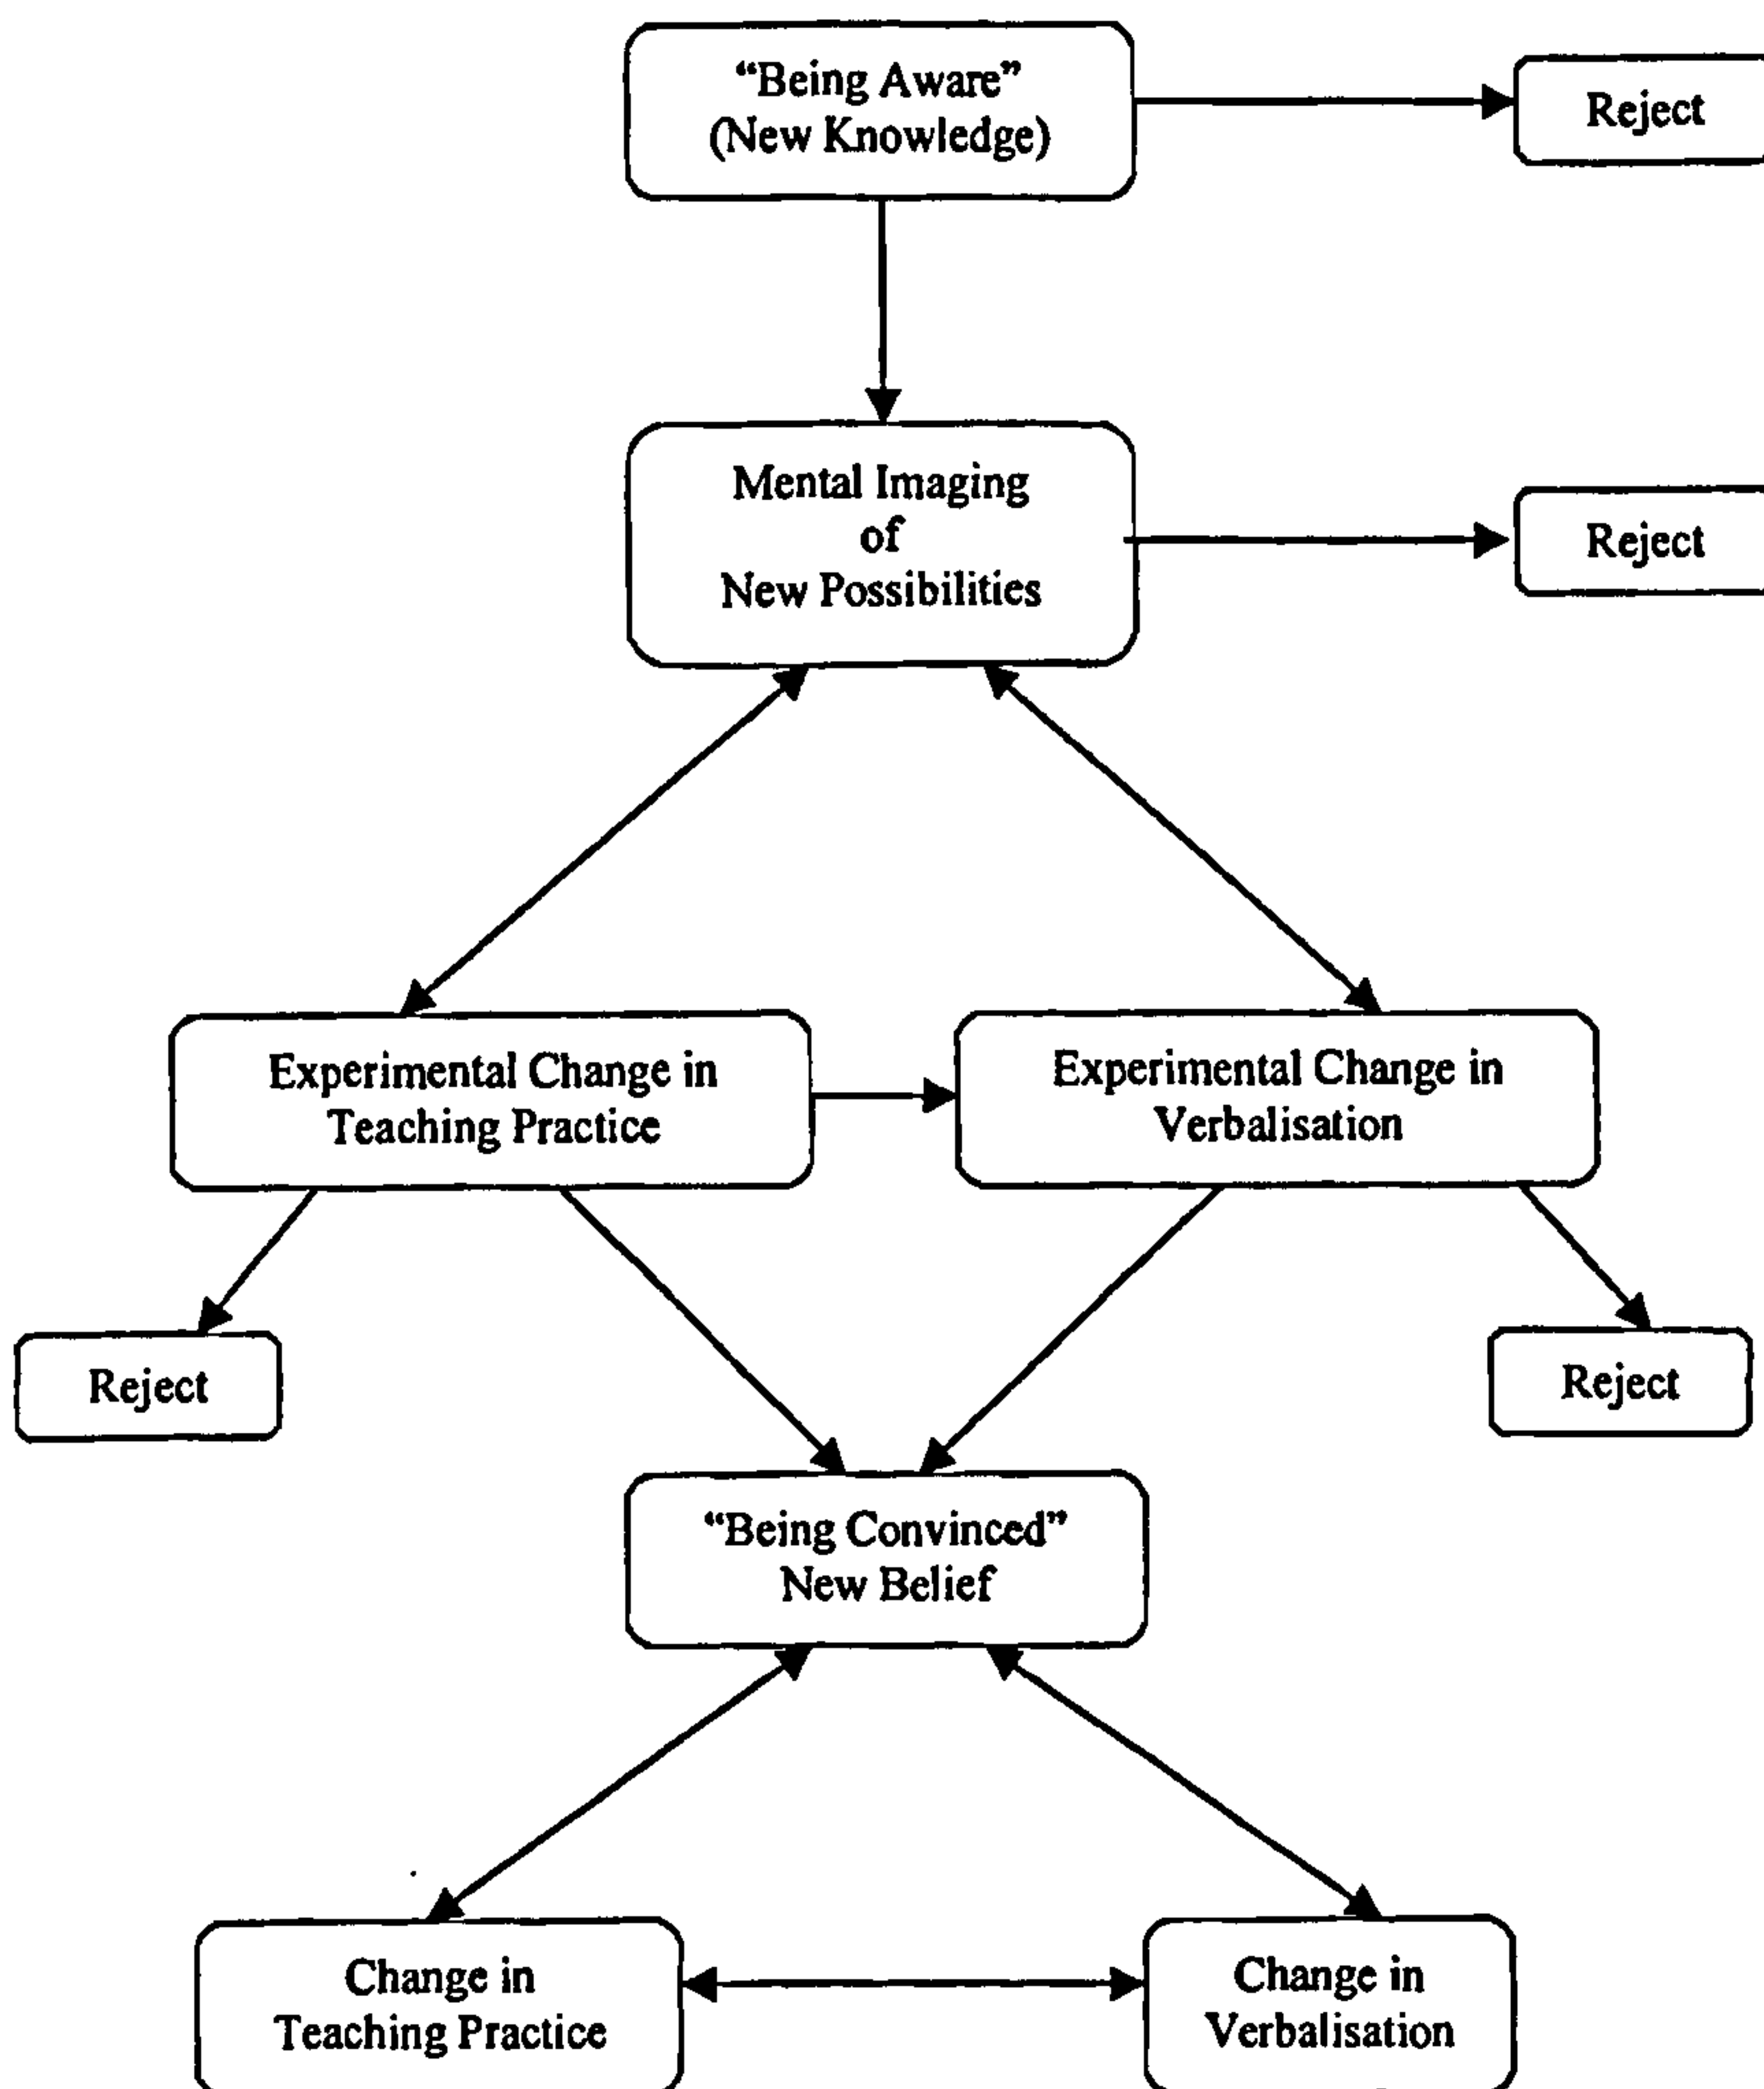 “Being Aware”
(New Knowledge)
Reject
Mental Imaging
of
New Possibilities
Reject
Experimental Change in
Teaching Practice
Experimental Change in
Verbalisation
Reject
Reject
“Being Convinced”
New Belief
Change in
Teaching Practice
Change in
Verbalisation